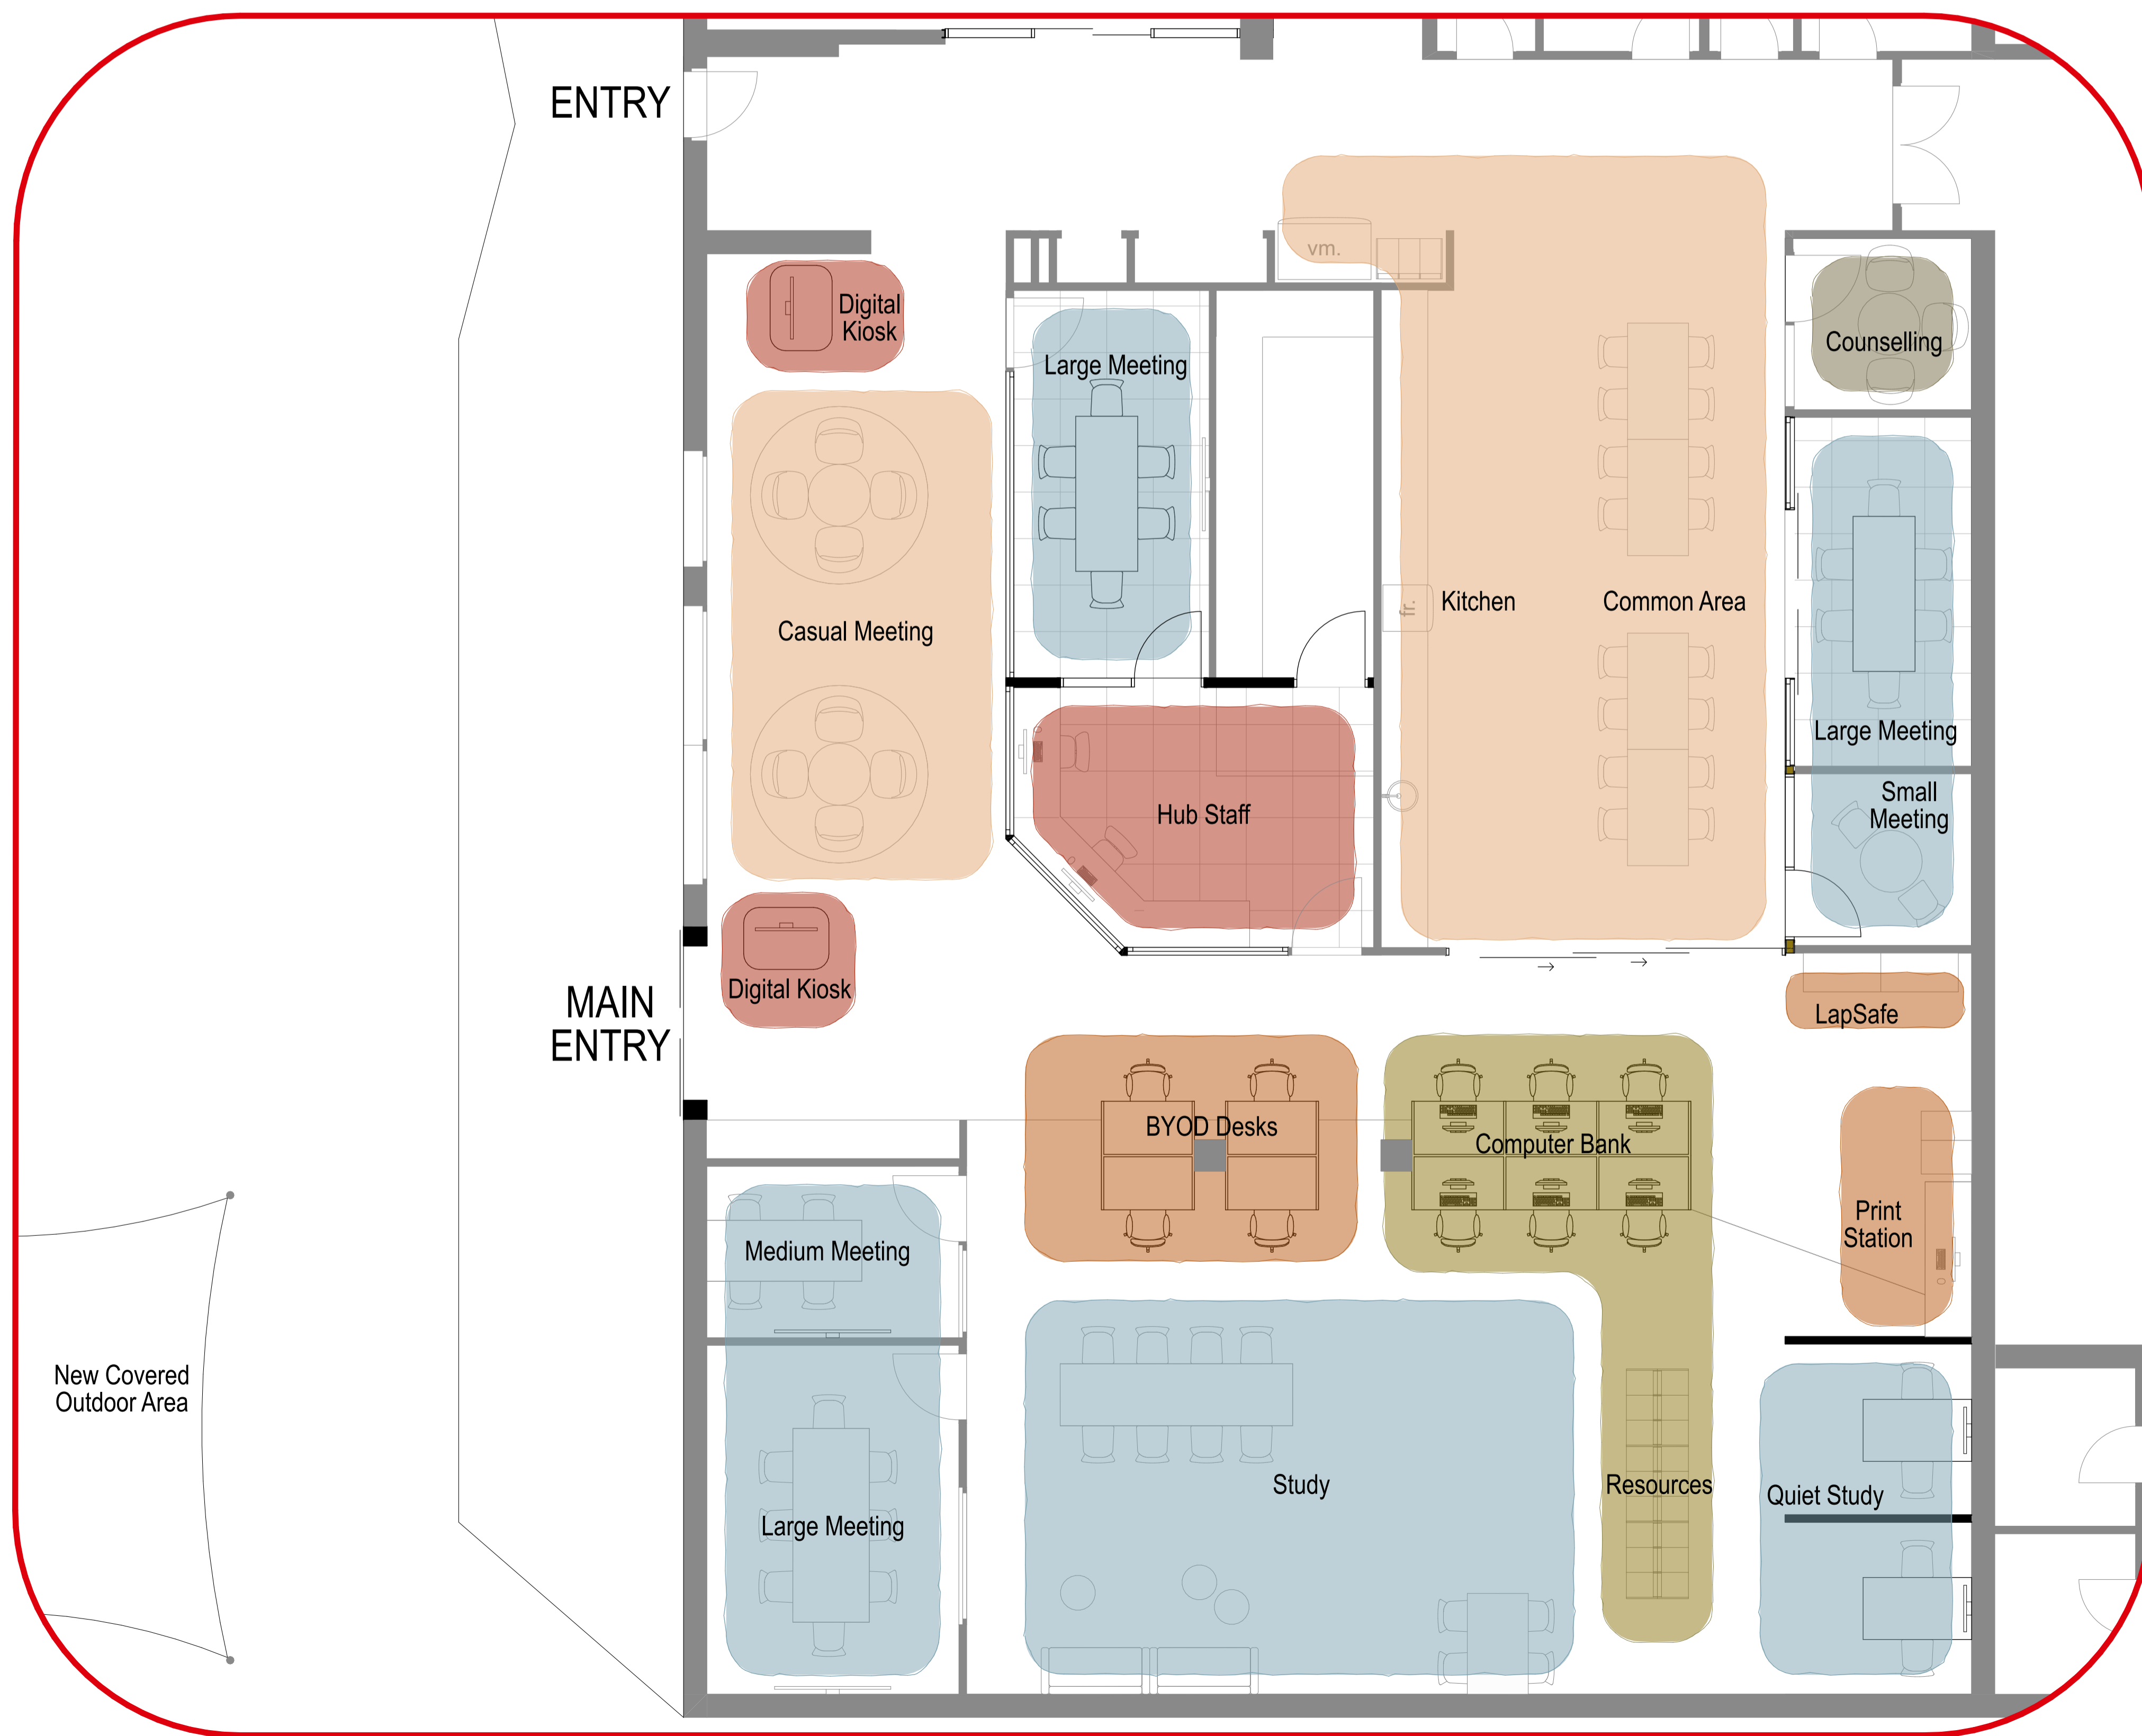 ENTRY
vm.
Digital
Kiosk
Counselling
Large Meeting
fr.
Kitchen
Common Area
Casual Meeting
Large Meeting
Small
Meeting
Hub Staff
Digital Kiosk
MAIN
ENTRY
LapSafe
BYOD Desks
Computer Bank
Print
Station
Medium Meeting
New Covered
Outdoor Area
Study
Resources
Quiet Study
Large Meeting